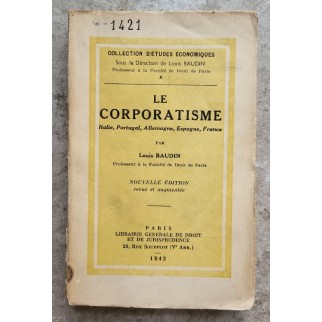 1421
COLLECTION D'ÉTUDES ÉCONOMIQUES
Sous la Direction de Louis BAUDIN
Professeur à la Faculté de Droit de Paris
LE
CORPORATISME
Italie, Portugal, Allemagne, Espagne, France
PAR
Louis BAUDIN
Professeur à la Faculté de Droit de Paris
NOUVELLE ÉDITION
revue et augmentée
PARIS
LIBRAIRIE GÉNÉRALE DE DROIT
ET DE JURISPRUDENCE
20, RUE SOUFFLOT (Vᵉ ARR.)
1942